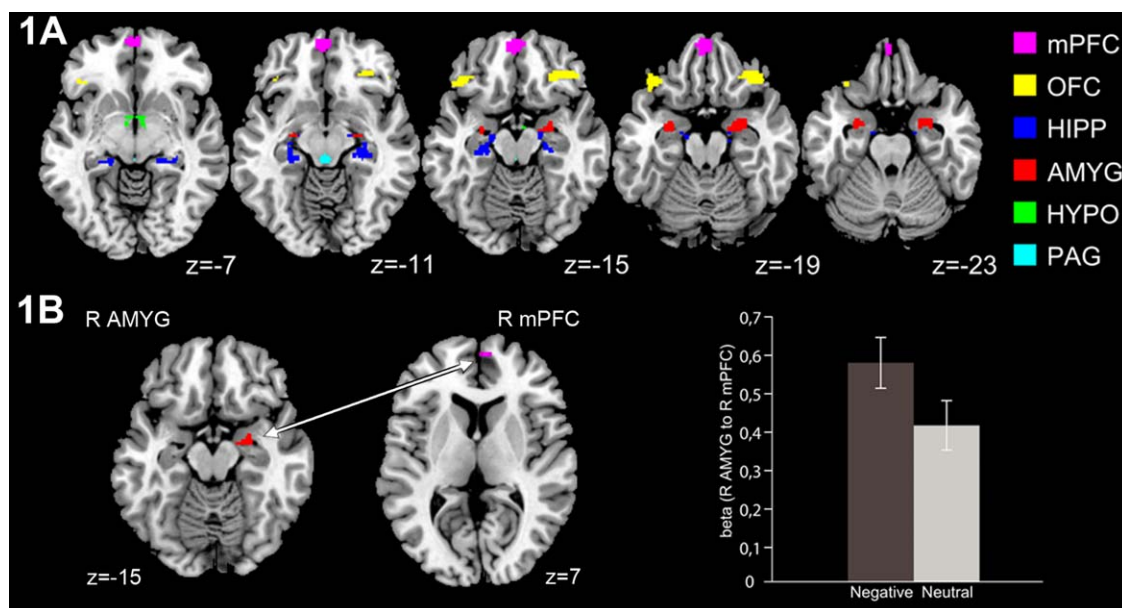 1A
mPFC
OFC
HIPP
AMYG
HYPO
PAG
z=-7
z=-11
z=-15
z=-19
z=-23
1B
R AMYG
R mPFC
z=-15
z=7
beta (R AMYG to R mPFC)
0,7
0,6
0,5
0,4
0,3
0,2
0,1
0
Negative
Neutral